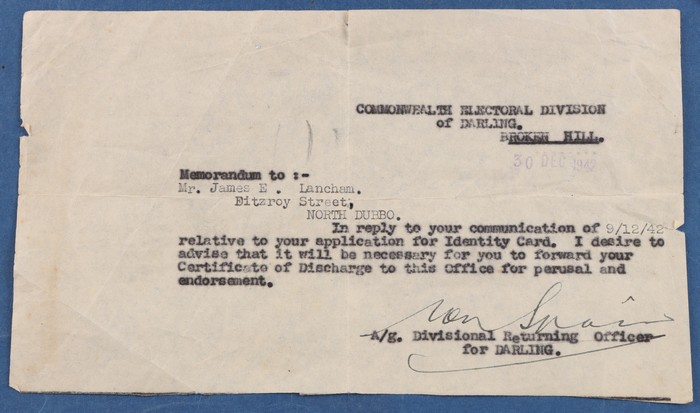 COMMONWEALTH ELECTORAL DIVISION
of DARLING.
BROKEN HILL.
30 DEC 1942
Memorandum to :-
Mr. James E . Lancham.
Fitzroy Street,
NORTH DUBBO.
In reply to your communication of 9/12/42
relative to your application for Identity Card. I desire to
advise that it will be necessary for you to forward your
Certificate of Discharge to this Office for perusal and
endorsement.
A/g. Divisional Returning Officer
for DARLING.